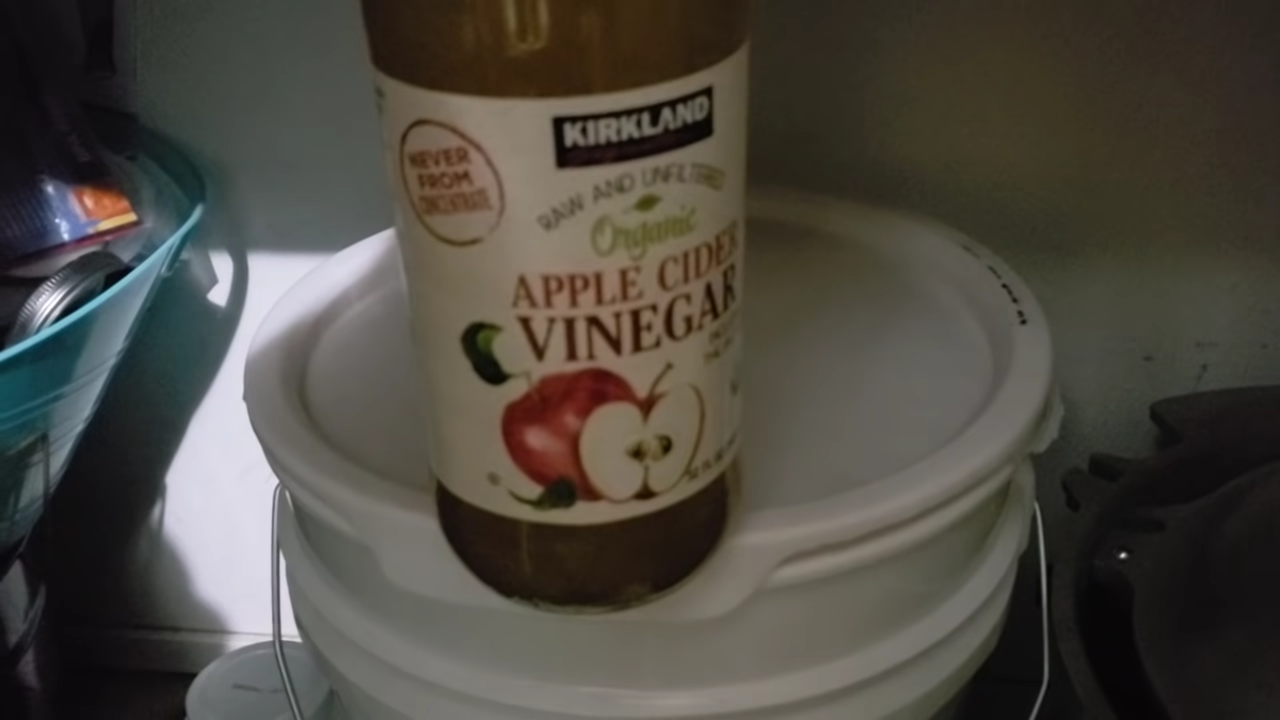 KIRKLAND
NEVER
FROM
CONCENTRATE
RAW AND UNFILTERED
Organic
APPLE CIDER
VINEGAR